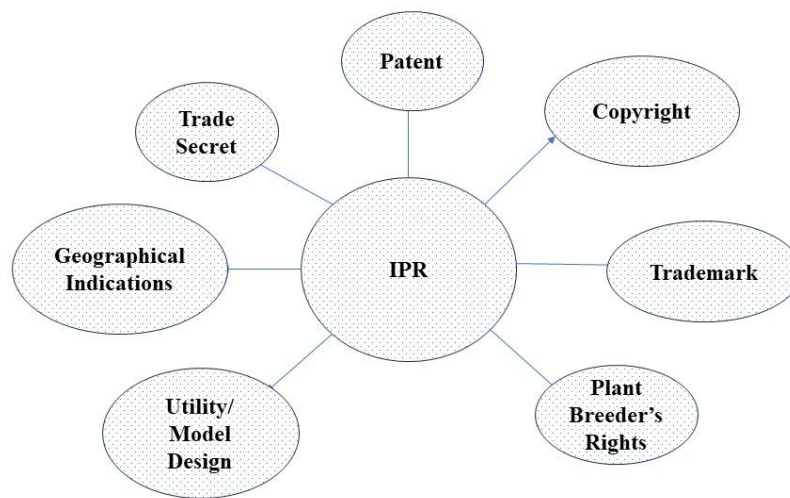 Patent
Copyright
Trade
Secret
Geographical
Indications
IPR
Trademark
Utility/
Model
Design
Plant
Breeder's
Rights